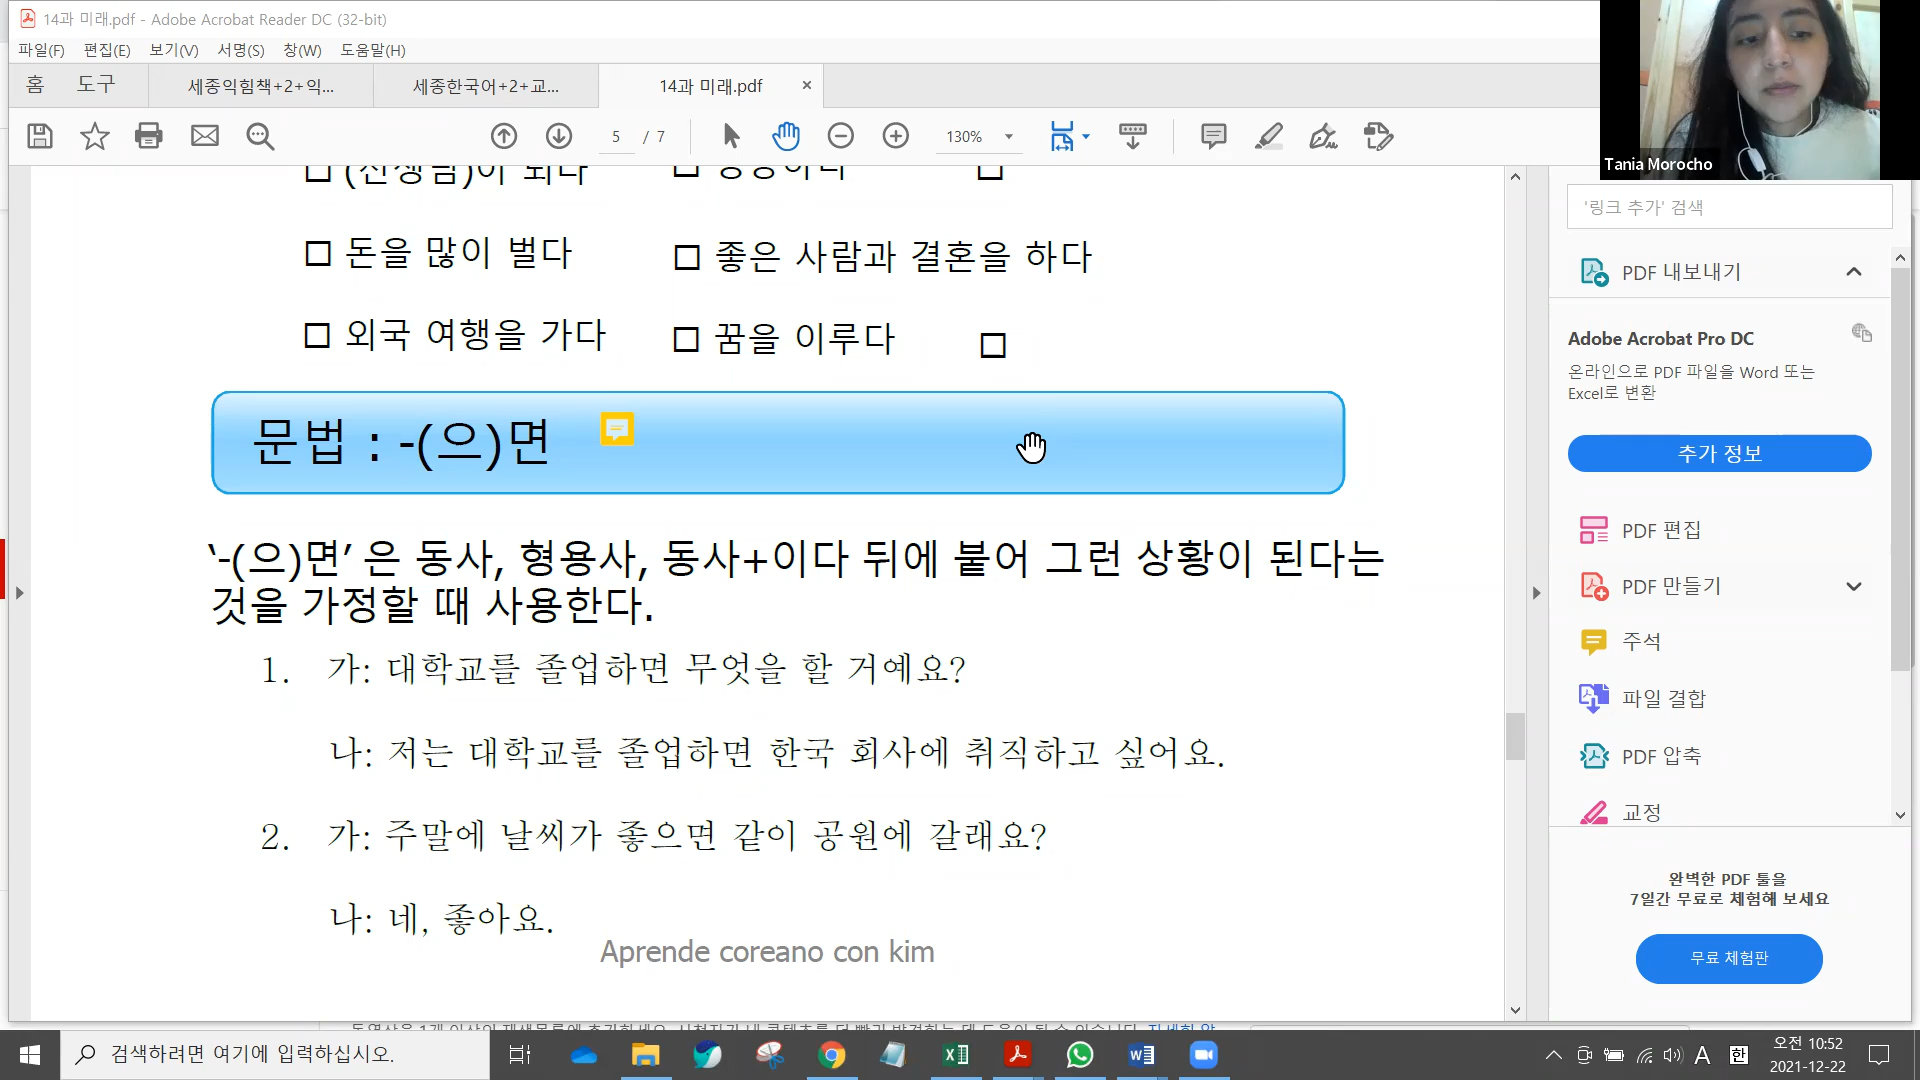 14과 미래.pdf - Adobe Acrobat Reader DC (32-bit)
파일(F) 편집(E) 보기(V) 서명(S) 창(W) 도움말(H)
홈 도구 세종익힘책+2+익... 세종한국어+2+교... 14과 미래.pdf ×
5 / 7 130%
Tania Morocho
(선생님)이 되다
□ 돈을 많이 벌다 □ 좋은 사람과 결혼을 하다
□ 외국 여행을 가다 □ 꿈을 이루다 □
문법 : -(으)면
‘-(으)면’ 은 동사, 형용사, 동사+이다 뒤에 붙어 그런 상황이 된다는
것을 가정할 때 사용한다.
1. 가: 대학교를 졸업하면 무엇을 할 거예요?
나: 저는 대학교를 졸업하면 한국 회사에 취직하고 싶어요.
2. 가: 주말에 날씨가 좋으면 같이 공원에 갈래요?
나: 네, 좋아요.
Aprende coreano con kim
'링크 추가' 검색
PDF 내보내기
Adobe Acrobat Pro DC
온라인으로 PDF 파일을 Word 또는
Excel로 변환
추가 정보
PDF 편집
PDF 만들기
주석
파일 결합
PDF 압축
교정
완벽한 PDF 툴을
7일간 무료로 체험해 보세요
무료 체험판
검색하려면 여기에 입력하십시오.
A 한 오전 10:52
2021-12-22